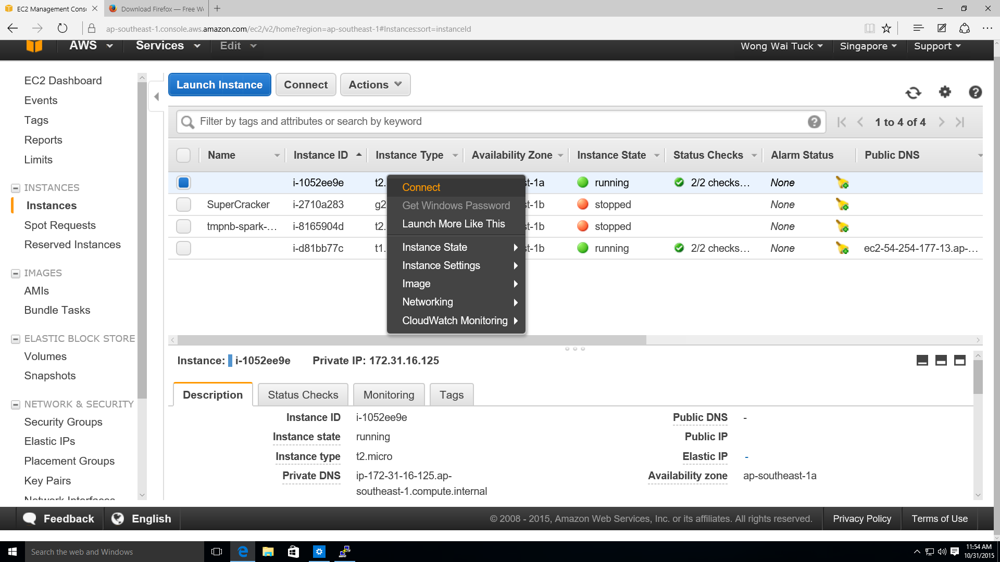 EC2 Management Conso
Download Firefox — Free We
ap-southeast-1.console.aws.amazon.com/ec2/v2/home?region=ap-southeast-1#Instances:sort=instanceId
AWS Services Edit Wong Wai Tuck Singapore Support
EC2 Dashboard
Events
Tags
Reports
Limits
INSTANCES
Instances
Spot Requests
Reserved Instances
IMAGES
AMIs
Bundle Tasks
ELASTIC BLOCK STORE
Volumes
Snapshots
NETWORK & SECURITY
Security Groups
Elastic IPs
Placement Groups
Key Pairs
Network Interfaces
Launch Instance Connect Actions
Filter by tags and attributes or search by keyword
1 to 4 of 4
Name Instance ID Instance Type Availability Zone Instance State Status Checks Alarm Status Public DNS
i-1052ee9e t2. st-1a running 2/2 checks… None
SuperCracker i-2710a283 g2 st-1b stopped None
tmpnb-spark-… i-8165904d t2. st-1b stopped None
i-d81bb77c t1. st-1b running 2/2 checks… None ec2-54-254-177-13.ap-…
Connect
Get Windows Password
Launch More Like This
Instance State
Instance Settings
Image
Networking
CloudWatch Monitoring
Instance: i-1052ee9e Private IP: 172.31.16.125
Description Status Checks Monitoring Tags
Instance ID i-1052ee9e Public DNS -
Instance state running Public IP
Instance type t2.micro Elastic IP -
Private DNS ip-172-31-16-125.ap- Availability zone ap-southeast-1a
southeast-1.compute.internal
Feedback English © 2008 - 2015, Amazon Web Services, Inc. or its affiliates. All rights reserved. Privacy Policy Terms of Use
Search the web and Windows
11:54 AM
10/31/2015